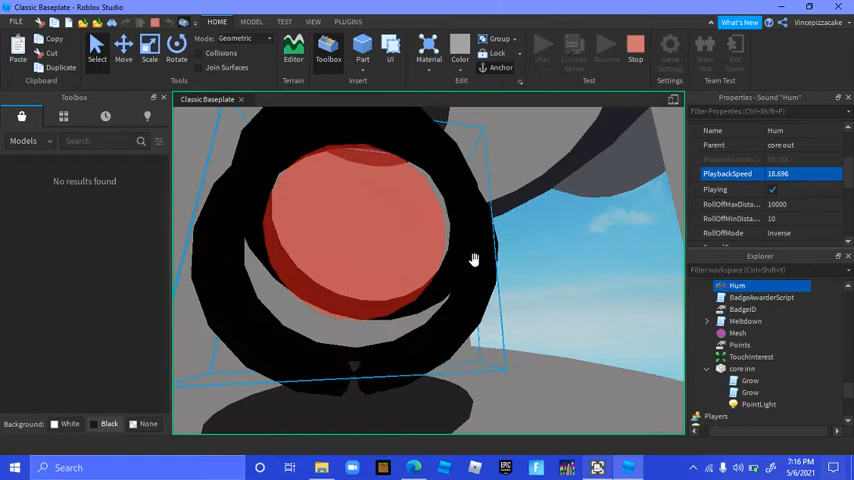 Classic Baseplate - Roblox Studio
FILE HOME MODEL TEST VIEW PLUGINS What's New Vincepizzacake
Paste Copy Cut Duplicate Clipboard
Select Move Scale Rotate Mode: Geometric Collisions Join Surfaces Tools
Editor Terrain
Toolbox Part UI Insert
Material Color Group Lock Anchor Edit
Run Current Server Resume Stop Test
Game Settings Settings
Team Test Exit Game Team Test
Toolbox
Models Search
No results found
Background: White Black None
Classic Baseplate
Properties - Sound "Hum"
Filter Properties (Ctrl+Shift+P)
Name Hum
Parent core out
PlaybackSpeed 18.696
Playing
RollOffMaxDista... 10000
RollOffMinDista... 10
RollOffMode Inverse
Explorer
Filter workspace (Ctrl+Shift+X)
Hum
BadgeAwarderScript
BadgeID
Meltdown
Mesh
Points
TouchInterest
core inn
Grow
Grow
PointLight
Players
Search
EPIC GAMES
7:16 PM
5/6/2021